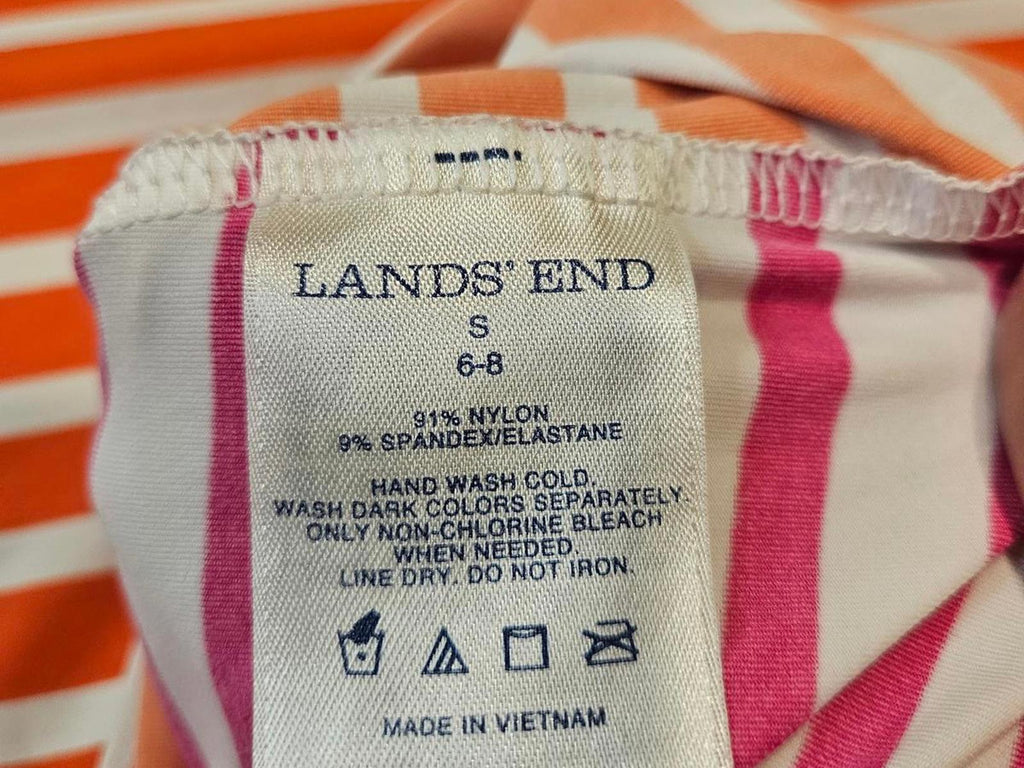 LANDS' END
S
6-8
91% NYLON
9% SPANDEX/ELASTANE
HAND WASH COLD.
WASH DARK COLORS SEPARATELY.
ONLY NON-CHLORINE BLEACH
WHEN NEEDED.
LINE DRY. DO NOT IRON.
MADE IN VIETNAM